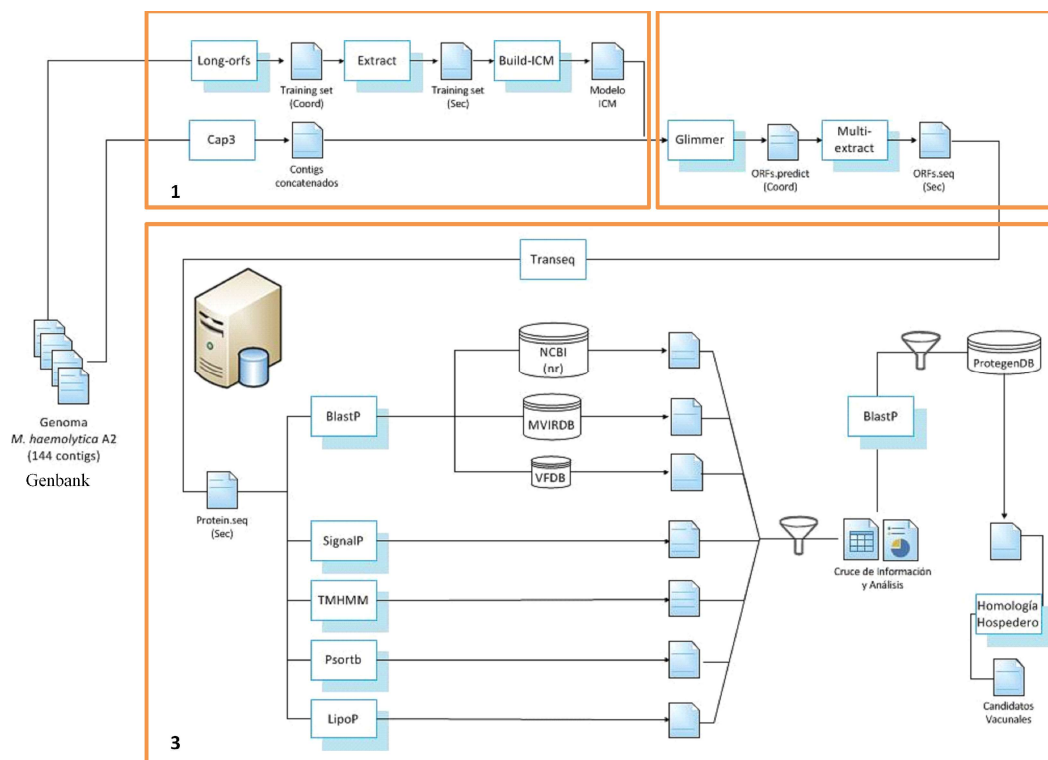 Long-orfs
Training set
(Coord)
Extract
Training set
(Sec)
Build-ICM
Modelo
ICM
Cap3
Contigs
concatenados
1
Glimmer
ORFs.predict
(Coord)
Multi-
extract
ORFs.seq
(Sec)
Transeq
Genoma
M. haemolytica A2
(144 contigs)
Genbank
Protein.seq
(Sec)
BlastP
NCBI
(nr)
MVIRDB
VFDB
SignalP
TMHMM
Psortb
LipoP
Cruce de Información
y Análisis
BlastP
ProtegenDB
Homología
Hospedero
Candidatos
Vacunales
3